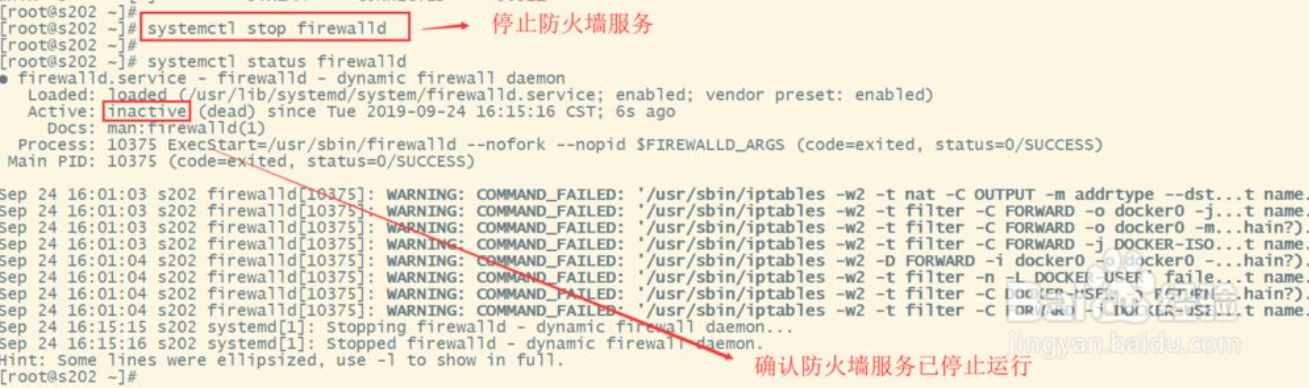 [root@s202 ~]#
[root@s202 ~]# systemctl stop firewalld
停止防火墙服务
[root@s202 ~]#
[root@s202 ~]# systemctl status firewalld
● firewalld.service - firewalld - dynamic firewall daemon
Loaded: loaded (/usr/lib/systemd/system/firewalld.service; enabled; vendor preset: enabled)
Active: inactive (dead) since Tue 2019-09-24 16:15:16 CST; 6s ago
Docs: man:firewalld(1)
Process: 10375 ExecStart=/usr/sbin/firewalld --nofork --nopid $FIREWALLD_ARGS (code=exited, status=0/SUCCESS)
Main PID: 10375 (code=exited, status=0/SUCCESS)
Sep 24 16:01:03 s202 firewalld[10375]: WARNING: COMMAND_FAILED: '/usr/sbin/iptables -w2 -t nat -C OUTPUT -m addrtype --dst...t name.
Sep 24 16:01:03 s202 firewalld[10375]: WARNING: COMMAND_FAILED: '/usr/sbin/iptables -w2 -t filter -C FORWARD -o docker0 -j...t name.
Sep 24 16:01:03 s202 firewalld[10375]: WARNING: COMMAND_FAILED: '/usr/sbin/iptables -w2 -t filter -C FORWARD -o docker0 -m...hain?).
Sep 24 16:01:03 s202 firewalld[10375]: WARNING: COMMAND_FAILED: '/usr/sbin/iptables -w2 -t filter -C FORWARD -j DOCKER-ISO...t name.
Sep 24 16:01:04 s202 firewalld[10375]: WARNING: COMMAND_FAILED: '/usr/sbin/iptables -w2 -D FORWARD -i docker0 -o docker0 -...hain?).
Sep 24 16:01:04 s202 firewalld[10375]: WARNING: COMMAND_FAILED: '/usr/sbin/iptables -w2 -t filter -n -L DOCKER-USER' faile...t name.
Sep 24 16:01:04 s202 firewalld[10375]: WARNING: COMMAND_FAILED: '/usr/sbin/iptables -w2 -t filter -C DOCKER-USER -j RETURN...hain?).
Sep 24 16:01:04 s202 firewalld[10375]: WARNING: COMMAND_FAILED: '/usr/sbin/iptables -w2 -t filter -C FORWARD -j DOCKER-USE...t name.
Sep 24 16:15:15 s202 systemd[1]: Stopping firewalld - dynamic firewall daemon...
Sep 24 16:15:16 s202 systemd[1]: Stopped firewalld - dynamic firewall daemon.
Hint: Some lines were ellipsized, use -l to show in full.
确认防火墙服务已停止运行
[root@s202 ~]#
Baidu经验
jingyan.baidu.com